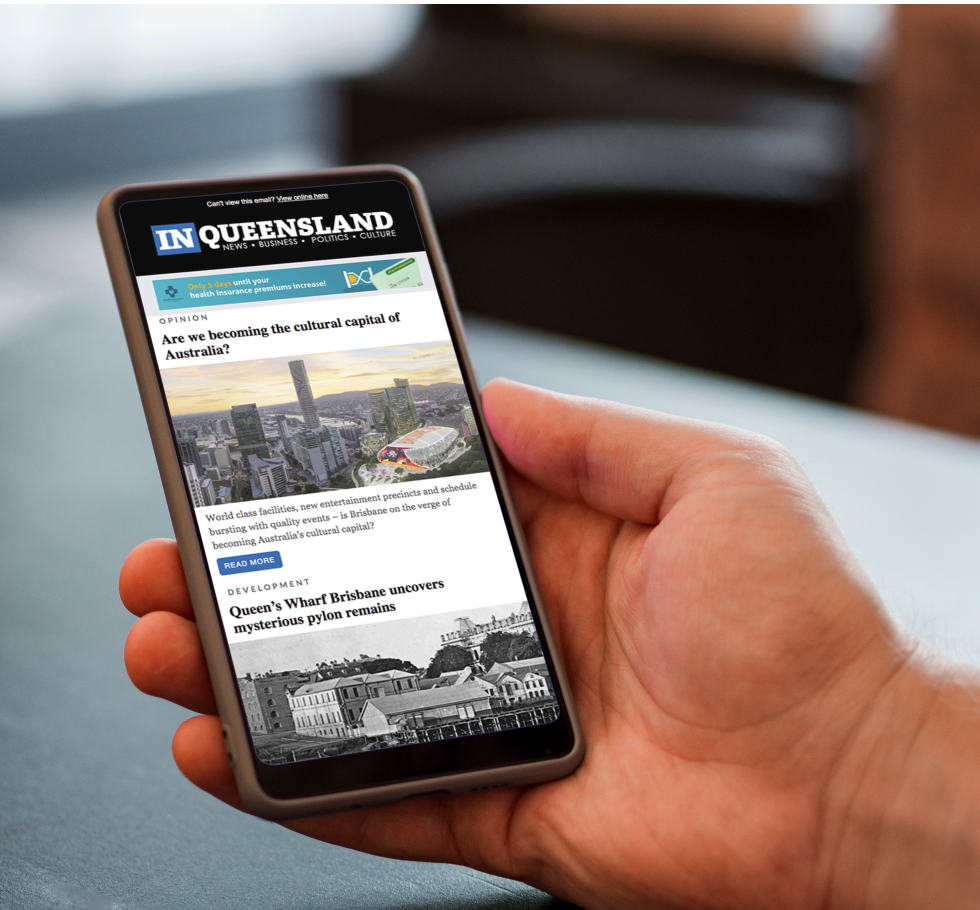 Can't view this email? View online here
IN QUEENSLAND
NEWS • BUSINESS • POLITICS • CULTURE
Only 5 days until your
health insurance premiums increase!
OPINION
Are we becoming the cultural capital of
Australia?
World class facilities, new entertainment precincts and schedule
bursting with quality events – is Brisbane on the verge of
becoming Australia's cultural capital?
READ MORE
DEVELOPMENT
Queen's Wharf Brisbane uncovers
mysterious pylon remains